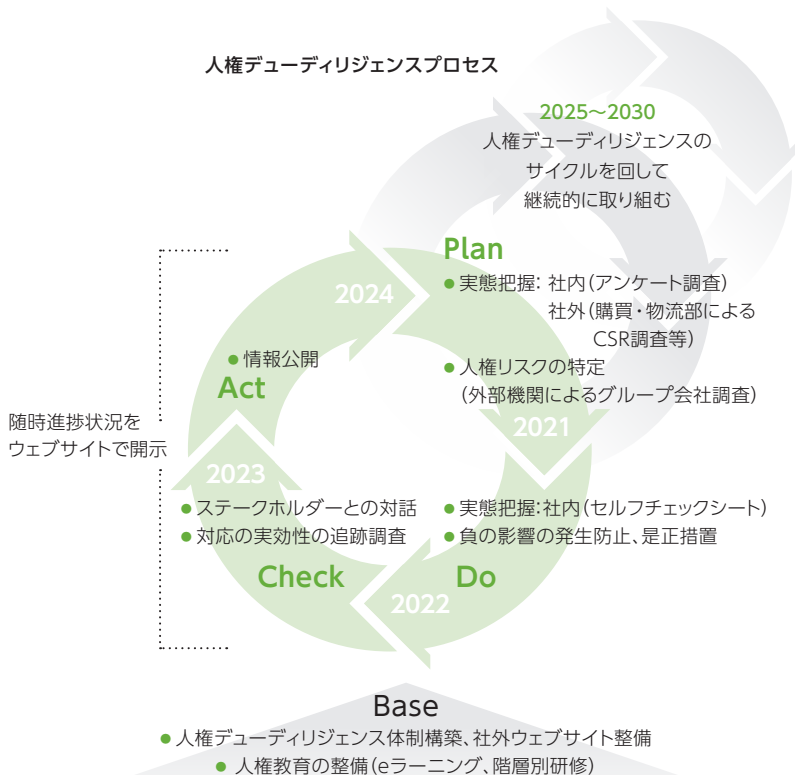 人権デューディリジェンスプロセス
2025〜2030
人権デューディリジェンスの
サイクルを回して
継続的に取り組む
Plan
● 実態把握：社内（アンケート調査）
社外（購買・物流部による
CSR調査等）
● 人権リスクの特定
（外部機関によるグループ会社調査）
2021
● 実態把握：社内（セルフチェックシート）
● 負の影響の発生防止、是正措置
Do
2022
● ステークホルダーとの対話
● 対応の実効性の追跡調査
Check
2023
● 情報公開
Act
2024
随時進捗状況を
ウェブサイトで開示
Base
● 人権デューディリジェンス体制構築、社外ウェブサイト整備
● 人権教育の整備（eラーニング、階層別研修）